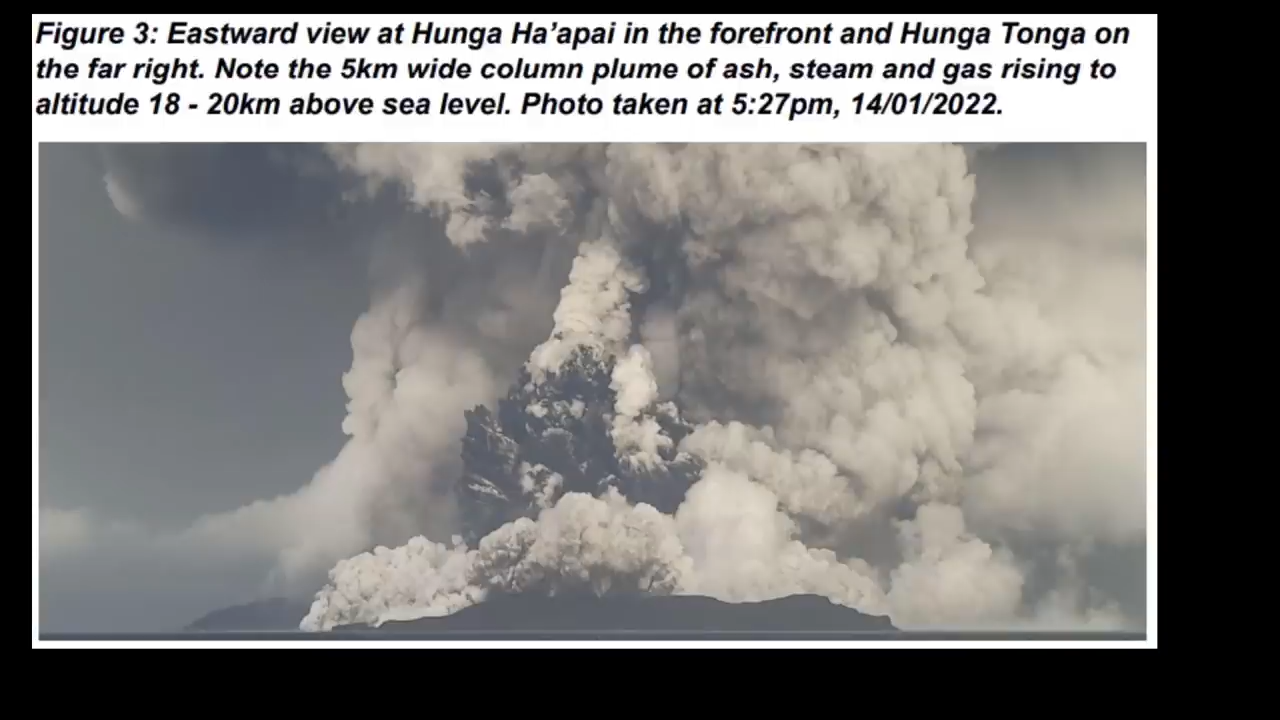 Figure 3: Eastward view at Hunga Ha’apai in the forefront and Hunga Tonga on
the far right. Note the 5km wide column plume of ash, steam and gas rising to
altitude 18 - 20km above sea level. Photo taken at 5:27pm, 14/01/2022.